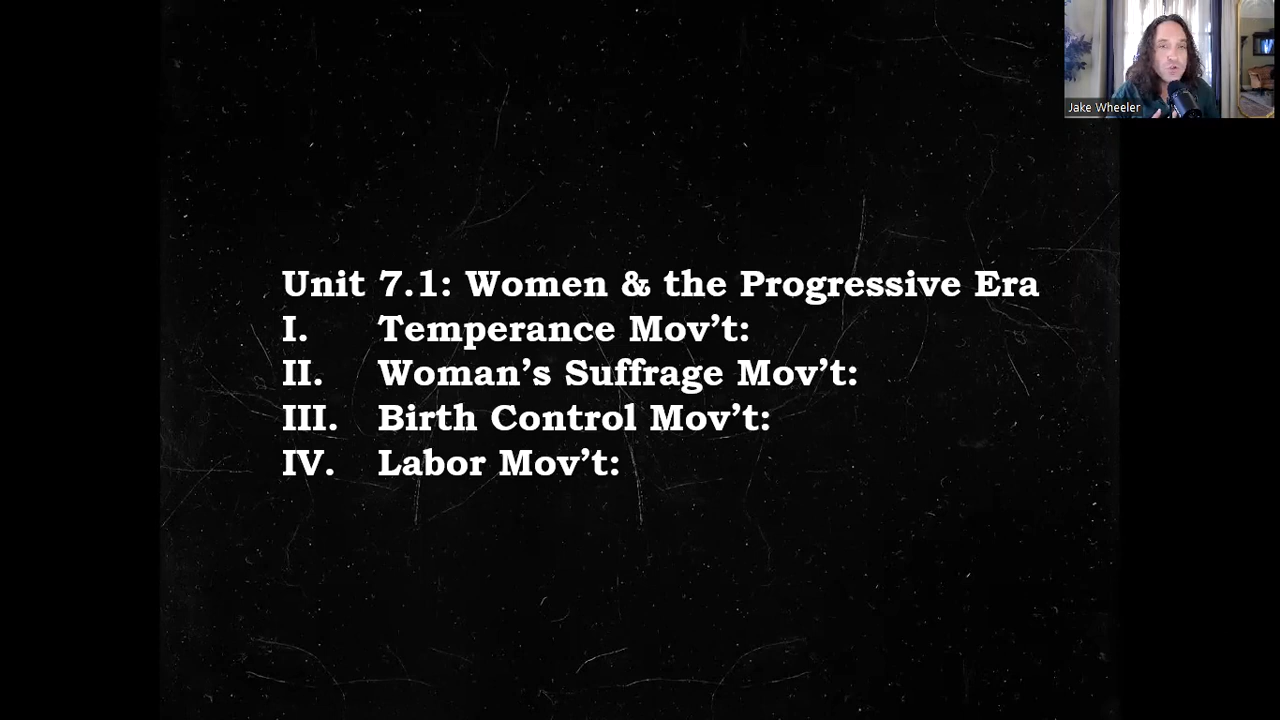 Jake Wheeler
Unit 7.1: Women & the Progressive Era
I. Temperance Mov’t:
II. Woman’s Suffrage Mov’t:
III. Birth Control Mov’t:
IV. Labor Mov’t: